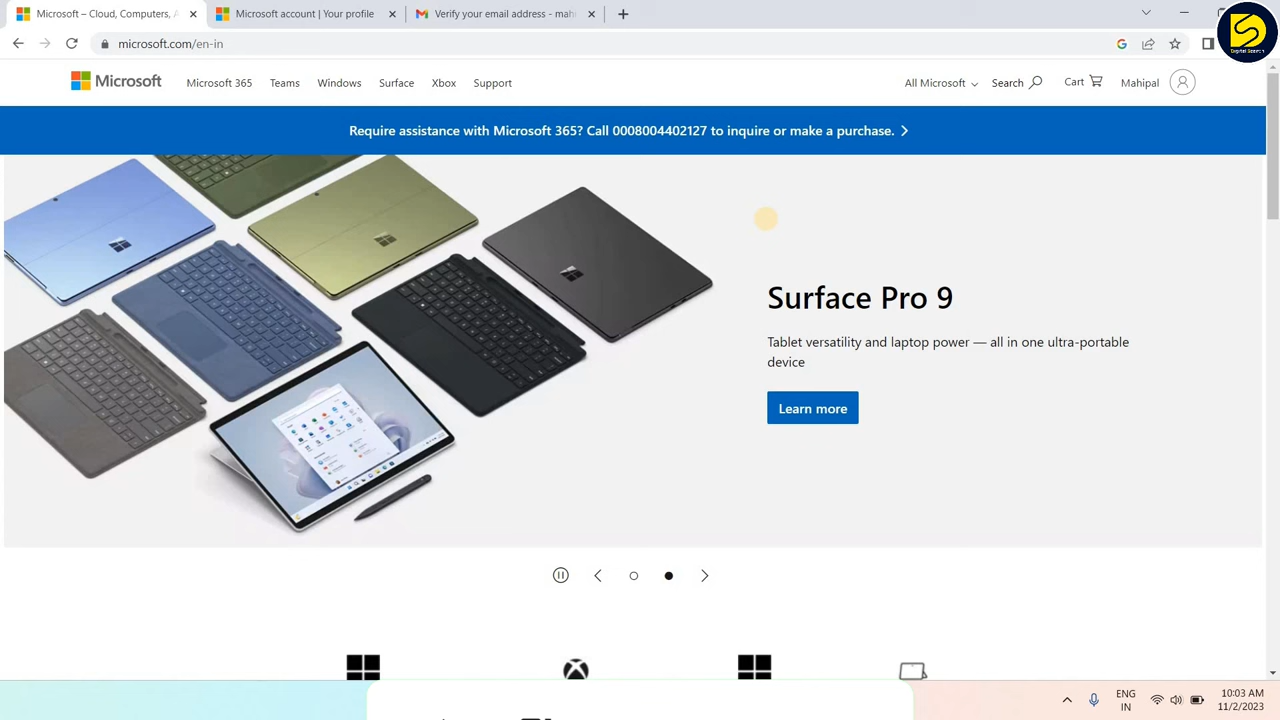 Microsoft – Cloud, Computers, A
Microsoft account | Your profile
Verify your email address - mah
microsoft.com/en-in
Digital Search
Microsoft
Microsoft 365
Teams
Windows
Surface
Xbox
Support
All Microsoft
Search
Cart
Mahipal
Require assistance with Microsoft 365? Call 0008004402127 to inquire or make a purchase.
Surface Pro 9
Tablet versatility and laptop power — all in one ultra-portable
device
Learn more
ENG
IN
10:03 AM
11/2/2023